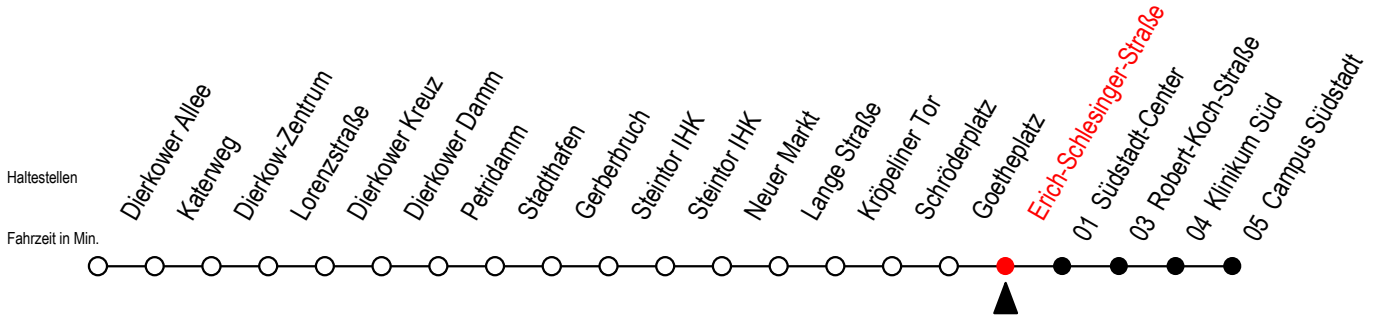 Haltestellen
Fahrzeit in Min.
Dierkower Allee
Katerweg
Dierkow-Zentrum
Lorenzstraße
Dierkower Kreuz
Dierkower Damm
Petridamm
Stadthafen
Gerberbruch
Steintor IHK
Steintor IHK
Neuer Markt
Lange Straße
Kröpeliner Tor
Schröderplatz
Goetheplatz
Erich-Schlesinger-Straße
01 Südstadt-Center
03 Robert-Koch-Straße
04 Klinikum Süd
05 Campus Südstadt